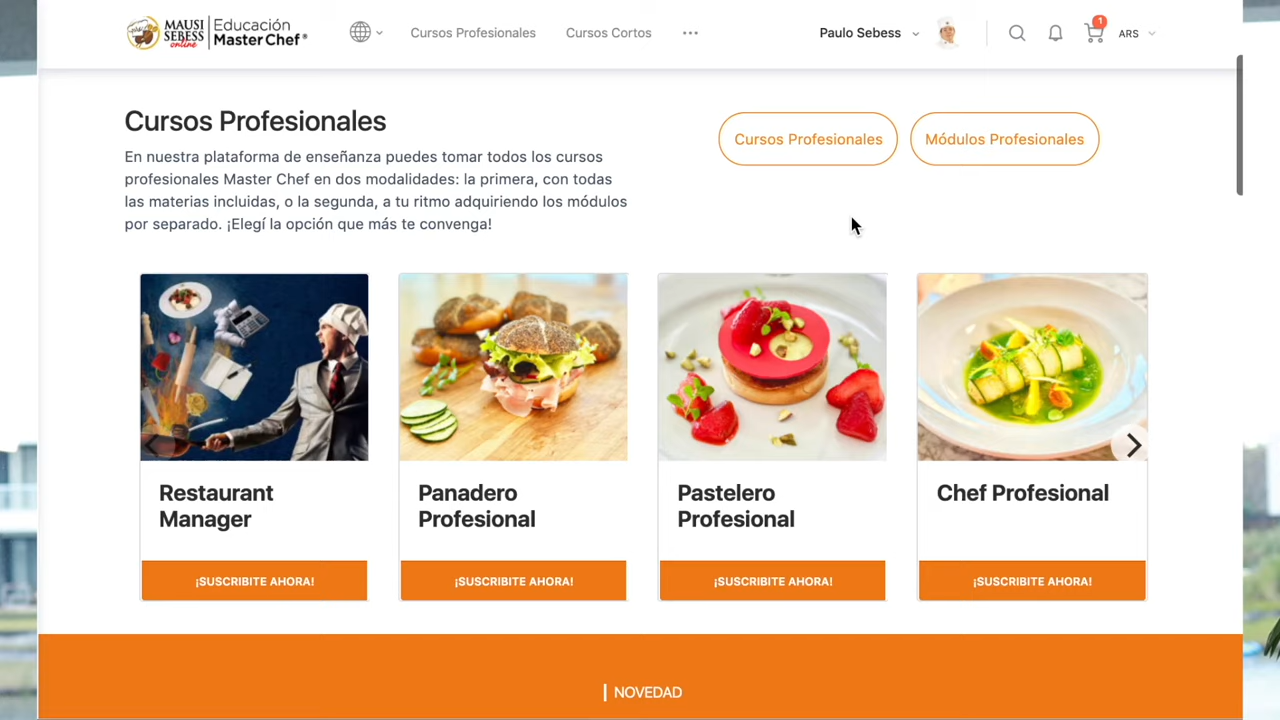 MAUSI
SEBESS
online
Educación
MasterChef
Cursos Profesionales
Cursos Cortos
Paulo Sebess
1
ARS
Cursos Profesionales
En nuestra plataforma de enseñanza puedes tomar todos los cursos
profesionales Master Chef en dos modalidades: la primera, con todas
las materias incluidas, o la segunda, a tu ritmo adquiriendo los módulos
por separado. ¡Elegí la opción que más te convenga!
Cursos Profesionales
Módulos Profesionales
Restaurant
Manager
¡SUSCRIBITE AHORA!
Panadero
Profesional
¡SUSCRIBITE AHORA!
Pastelero
Profesional
¡SUSCRIBITE AHORA!
Chef Profesional
¡SUSCRIBITE AHORA!
NOVEDAD